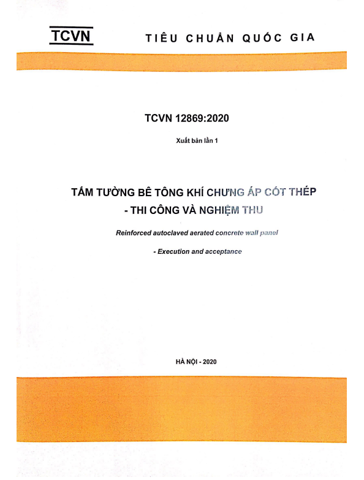 TCVN
TIÊU CHUẨN QUỐC GIA
TCVN 12869:2020
Xuất bản lần 1
TẤM TƯỜNG BÊ TÔNG KHÍ CHƯNG ÁP CỐT THÉP
- THI CÔNG VÀ NGHIỆM THU
Reinforced autoclaved aerated concrete wall panel
- Execution and acceptance
HÀ NỘI - 2020